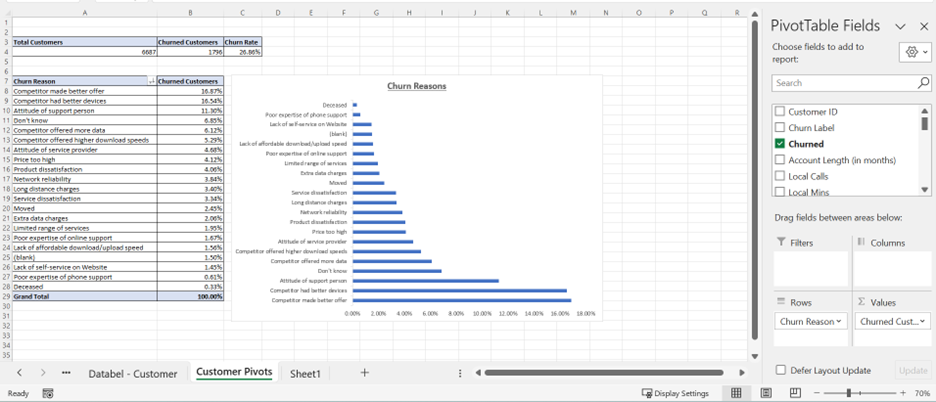 A B C D E F G H I J K L M N O P Q R
1
2
3 Total Customers Churned Customers Churn Rate
4 6687 1796 26.86%
5
6
7 Churn Reason Churned Customers
8 Competitor made better offer 16.87%
9 Competitor had better devices 16.54%
10 Attitude of support person 11.30%
11 Don't know 6.85%
12 Competitor offered more data 6.12%
13 Competitor offered higher download speeds 5.29%
14 Attitude of service provider 4.68%
15 Price too high 4.12%
16 Product dissatisfaction 4.06%
17 Network reliability 3.84%
18 Long distance charges 3.40%
19 Service dissatisfaction 3.34%
20 Moved 2.45%
21 Extra data charges 2.06%
22 Limited range of services 1.95%
23 Poor expertise of online support 1.67%
24 Lack of affordable download/upload speed 1.56%
25 (blank) 1.50%
26 Lack of self-service on Website 1.45%
27 Poor expertise of phone support 0.61%
28 Deceased 0.33%
29 Grand Total 100.00%
30
31
32
33
34
35
Churn Reasons
Deceased
Poor expertise of phone support
Lack of self-service on Website
(blank)
Lack of affordable download/upload speed
Poor expertise of online support
Limited range of services
Extra data charges
Moved
Service dissatisfaction
Long distance charges
Network reliability
Product dissatisfaction
Price too high
Attitude of service provider
Competitor offered higher download speeds
Competitor offered more data
Don't know
Attitude of support person
Competitor had better devices
Competitor made better offer
0.00% 2.00% 4.00% 6.00% 8.00% 10.00% 12.00% 14.00% 16.00% 18.00%
PivotTable Fields
Choose fields to add to
report:
Search
Customer ID
Churn Label
Churned
Account Length (in months)
Local Calls
Local Mins
Drag fields between areas below:
Filters
Columns
Rows
Values
Churn Reason
Churned Cust...
Defer Layout Update
Update
Databel - Customer Customer Pivots Sheet1
Ready
Display Settings
70%